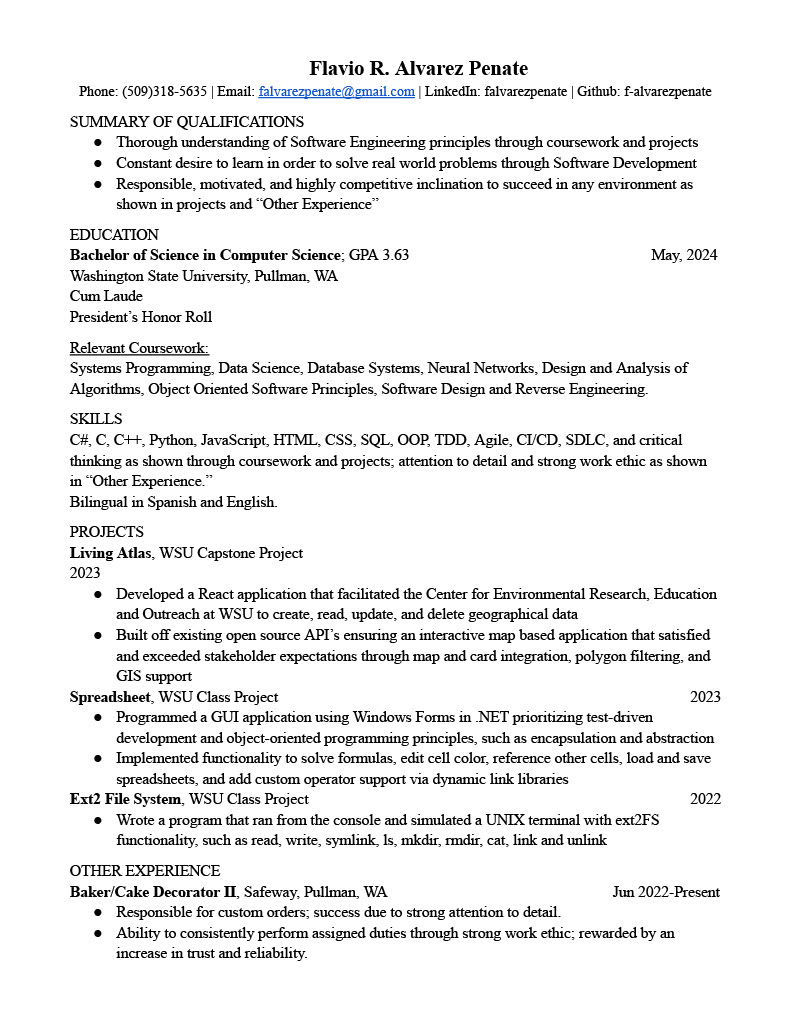 Flavio R. Alvarez Penate
Phone: (509)318-5635 | Email: falvarezpenate@gmail.com | LinkedIn: falvarezpenate | Github: f-alvarezpenate
SUMMARY OF QUALIFICATIONS
● Thorough understanding of Software Engineering principles through coursework and projects
● Constant desire to learn in order to solve real world problems through Software Development
● Responsible, motivated, and highly competitive inclination to succeed in any environment as
shown in projects and “Other Experience”
EDUCATION
Bachelor of Science in Computer Science; GPA 3.63 May, 2024
Washington State University, Pullman, WA
Cum Laude
President’s Honor Roll
Relevant Coursework:
Systems Programming, Data Science, Database Systems, Neural Networks, Design and Analysis of
Algorithms, Object Oriented Software Principles, Software Design and Reverse Engineering.
SKILLS
C#, C, C++, Python, JavaScript, HTML, CSS, SQL, OOP, TDD, Agile, CI/CD, SDLC, and critical
thinking as shown through coursework and projects; attention to detail and strong work ethic as shown
in “Other Experience.”
Bilingual in Spanish and English.
PROJECTS
Living Atlas, WSU Capstone Project
2023
● Developed a React application that facilitated the Center for Environmental Research, Education
and Outreach at WSU to create, read, update, and delete geographical data
● Built off existing open source API’s ensuring an interactive map based application that satisfied
and exceeded stakeholder expectations through map and card integration, polygon filtering, and
GIS support
Spreadsheet, WSU Class Project 2023
● Programmed a GUI application using Windows Forms in .NET prioritizing test-driven
development and object-oriented programming principles, such as encapsulation and abstraction
● Implemented functionality to solve formulas, edit cell color, reference other cells, load and save
spreadsheets, and add custom operator support via dynamic link libraries
Ext2 File System, WSU Class Project 2022
● Wrote a program that ran from the console and simulated a UNIX terminal with ext2FS
functionality, such as read, write, symlink, ls, mkdir, rmdir, cat, link and unlink
OTHER EXPERIENCE
Baker/Cake Decorator II, Safeway, Pullman, WA Jun 2022-Present
● Responsible for custom orders; success due to strong attention to detail.
● Ability to consistently perform assigned duties through strong work ethic; rewarded by an
increase in trust and reliability.